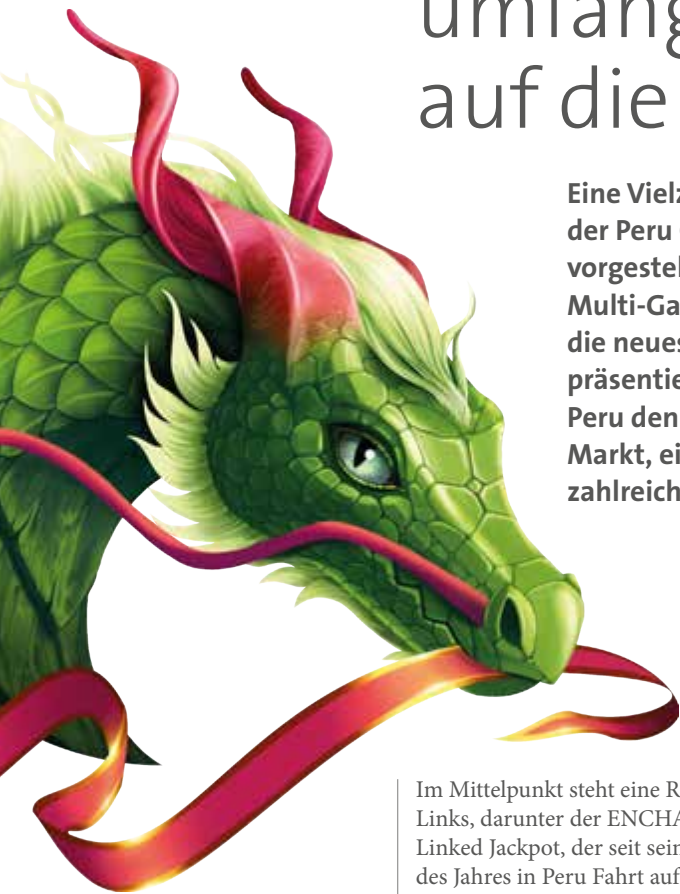 umfang
auf die
Eine Vielz
der Peru
vorgestel
Multi-Ga
die neues
präsentie
Peru den
Markt, ei
zahlreich
Im Mittelpunkt steht eine R
Links, darunter der ENCHA
Linked Jackpot, der seit sein
des Jahres in Peru Fahrt auf